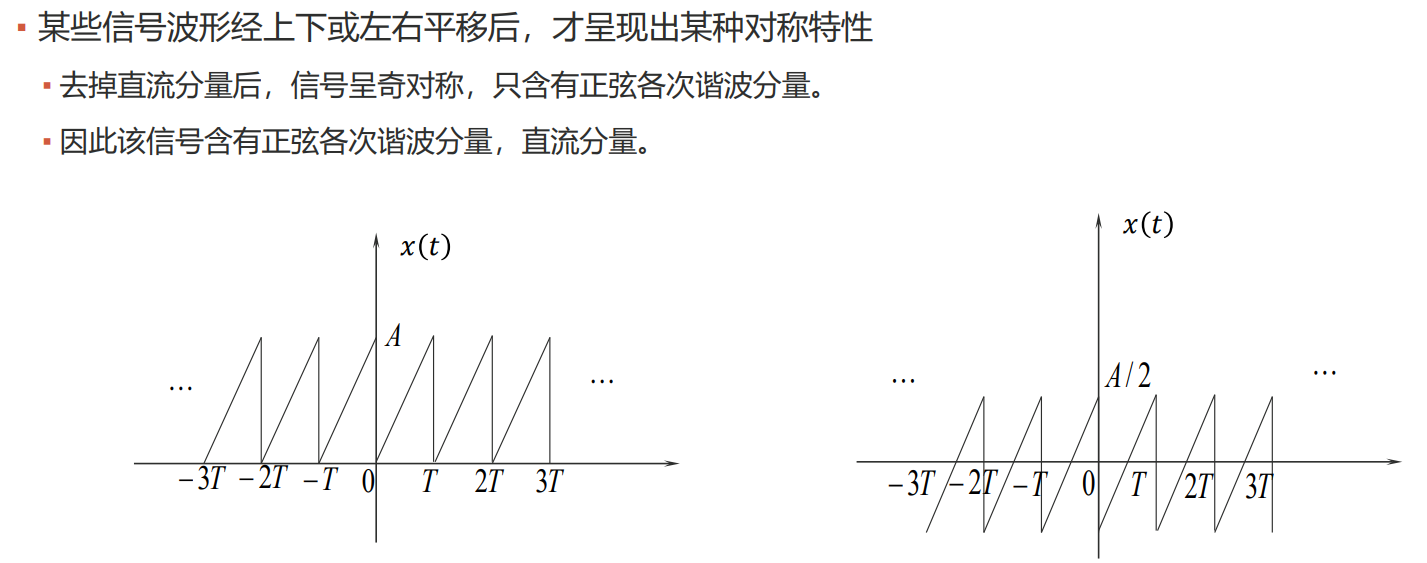 ▪ 某些信号波形经上下或左右平移后，才呈现出某种对称特性
▪ 去掉直流分量后，信号呈奇对称，只含有正弦各次谐波分量。
▪ 因此该信号含有正弦各次谐波分量，直流分量。
x(t)
A
... ...
−3T −2T −T 0 T 2T 3T
x(t)
A/2
... ...
−3T −2T −T 0 T 2T 3T